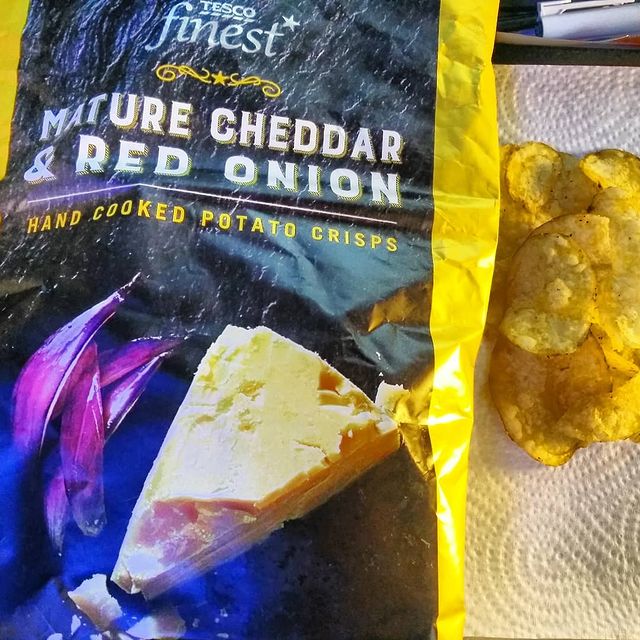 TESCO
finest*
MATURE CHEDDAR
& RED ONION
HAND COOKED POTATO CRISPS